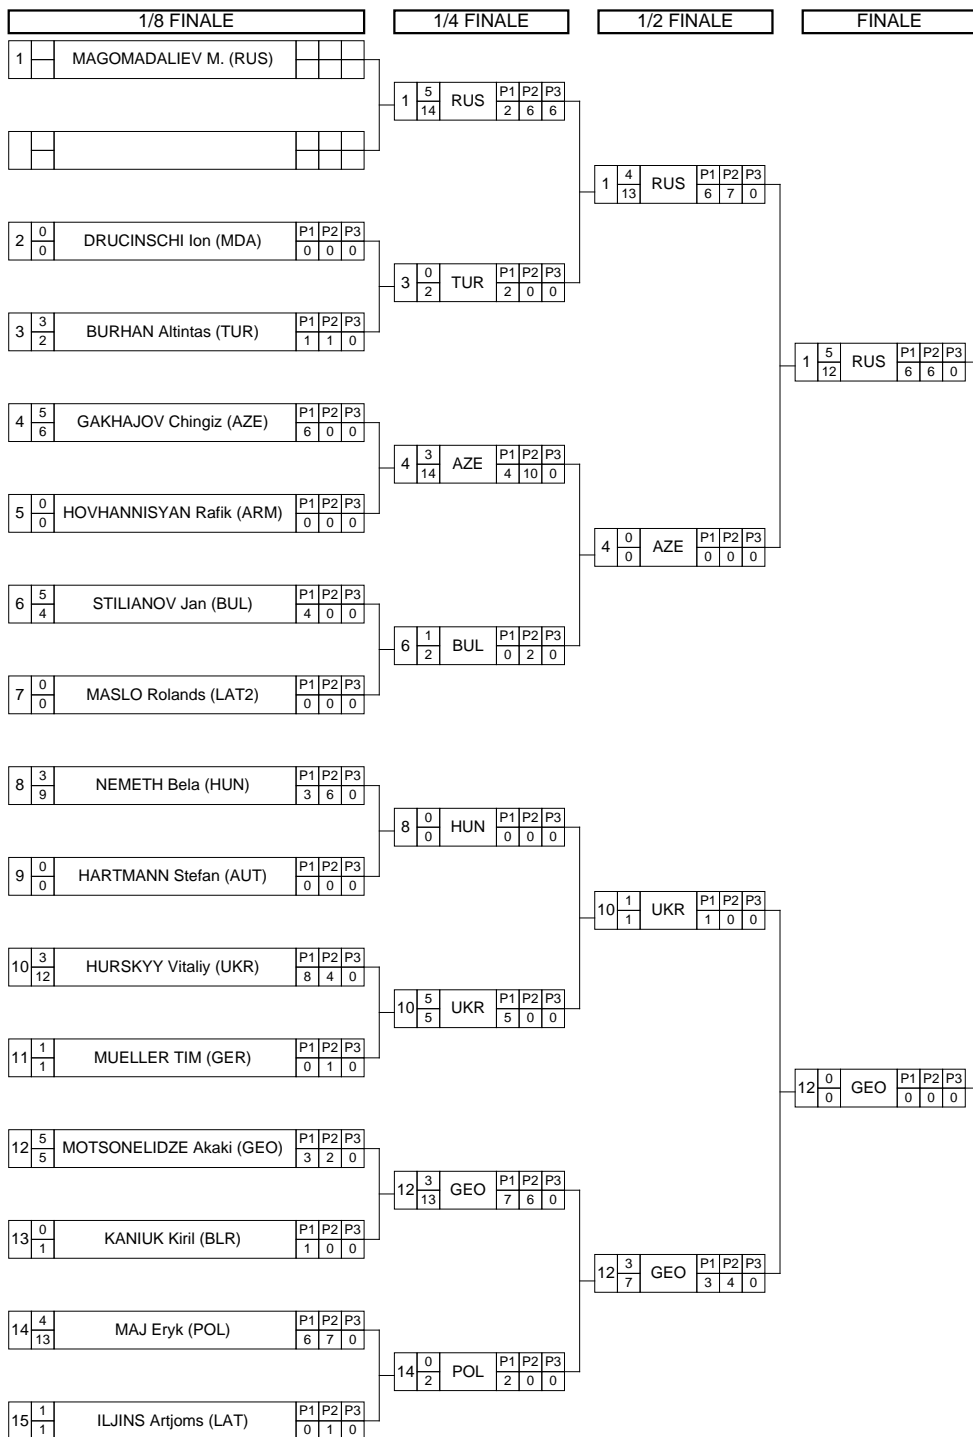 1/8 FINALE 1/4 FINALE 1/2 FINALE FINALE
1 MAGOMADALIEV M. (RUS)
1 5 14 RUS P1 P2 P3 2 6 6
1 4 13 RUS P1 P2 P3 6 7 0
2 0 0 DRUCINSCHI Ion (MDA) P1 P2 P3 0 0 0
3 0 2 TUR P1 P2 P3 2 0 0
3 3 2 BURHAN Altintas (TUR) P1 P2 P3 1 1 0
1 5 12 RUS P1 P2 P3 6 6 0
4 5 6 GAKHAJOV Chingiz (AZE) P1 P2 P3 6 0 0
4 3 14 AZE P1 P2 P3 4 10 0
5 0 0 HOVHANNISYAN Rafik (ARM) P1 P2 P3 0 0 0
4 0 0 AZE P1 P2 P3 0 0 0
6 5 4 STILIANOV Jan (BUL) P1 P2 P3 4 0 0
6 1 2 BUL P1 P2 P3 0 2 0
7 0 0 MASLO Rolands (LAT2) P1 P2 P3 0 0 0
8 3 9 NEMETH Bela (HUN) P1 P2 P3 3 6 0
8 0 0 HUN P1 P2 P3 0 0 0
9 0 0 HARTMANN Stefan (AUT) P1 P2 P3 0 0 0
10 1 1 UKR P1 P2 P3 1 0 0
10 3 12 HURSKYY Vitaliy (UKR) P1 P2 P3 8 4 0
10 5 5 UKR P1 P2 P3 5 0 0
11 1 1 MUELLER TIM (GER) P1 P2 P3 0 1 0
12 0 0 GEO P1 P2 P3 0 0 0
12 5 5 MOTSONELIDZE Akaki (GEO) P1 P2 P3 3 2 0
12 3 13 GEO P1 P2 P3 7 6 0
13 0 1 KANIUK Kiril (BLR) P1 P2 P3 1 0 0
12 3 7 GEO P1 P2 P3 3 4 0
14 4 13 MAJ Eryk (POL) P1 P2 P3 6 7 0
14 0 2 POL P1 P2 P3 2 0 0
15 1 1 ILJINS Artjoms (LAT) P1 P2 P3 0 1 0